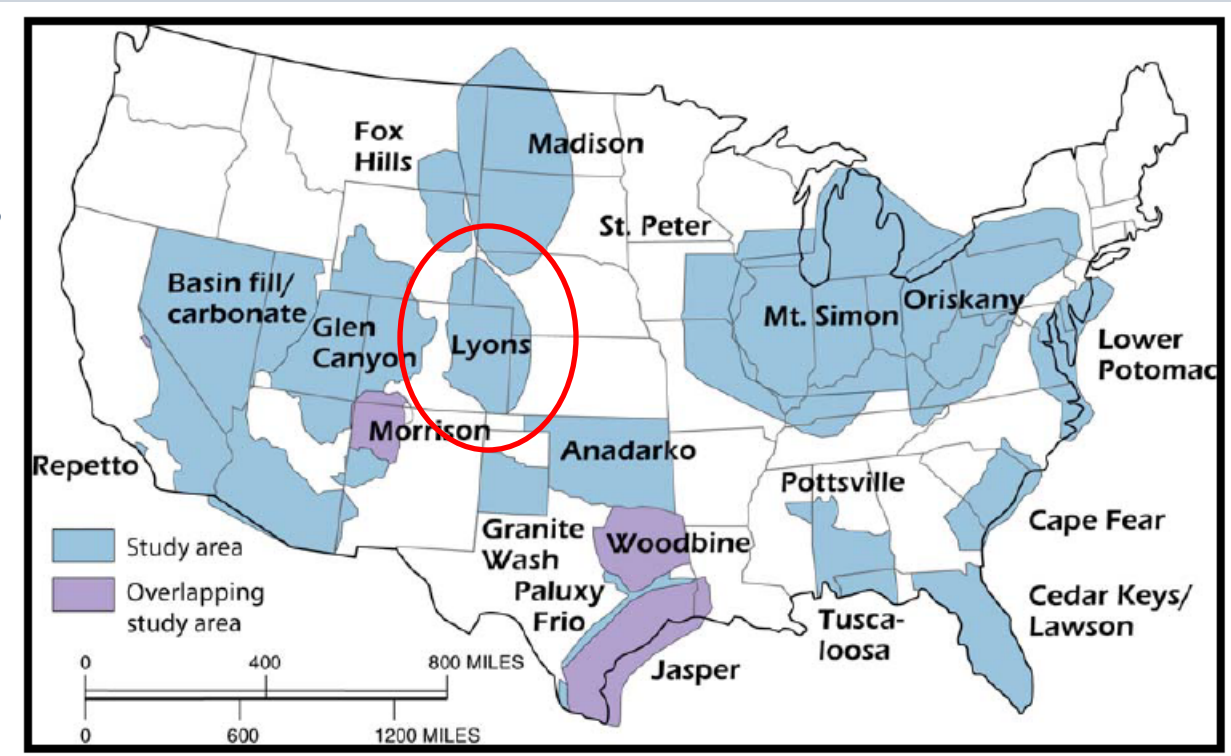 Fox
Hills
Madison
St. Peter
Basin fill/
carbonate
Glen
Canyon
Lyons
Mt. Simon
Oriskany
Lower
Potomac
Morrison
Anadarko
Repetto
Pottsville
Granite
Wash
Woodbine
Cape Fear
Paluxy
Frio
Jasper
Tusca-
loosa
Cedar Keys/
Lawson
Study area
Overlapping
study area
0 400 800 MILES
0 600 1200 MILES